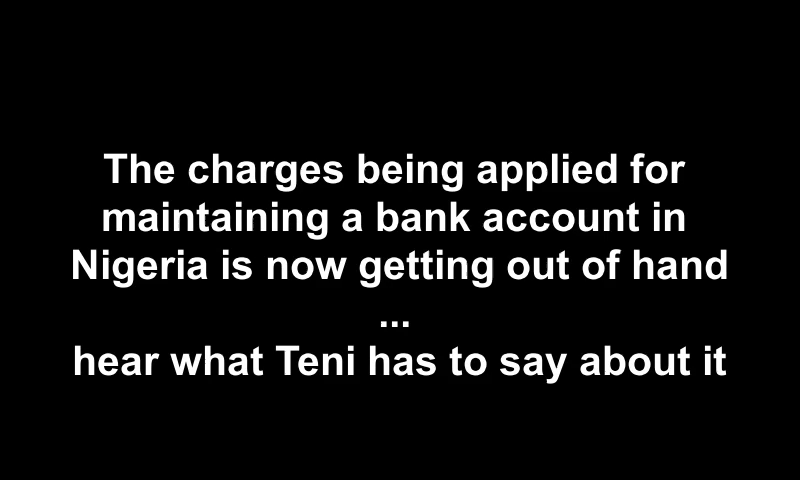 The charges being applied for
maintaining a bank account in
Nigeria is now getting out of hand
...
hear what Teni has to say about it